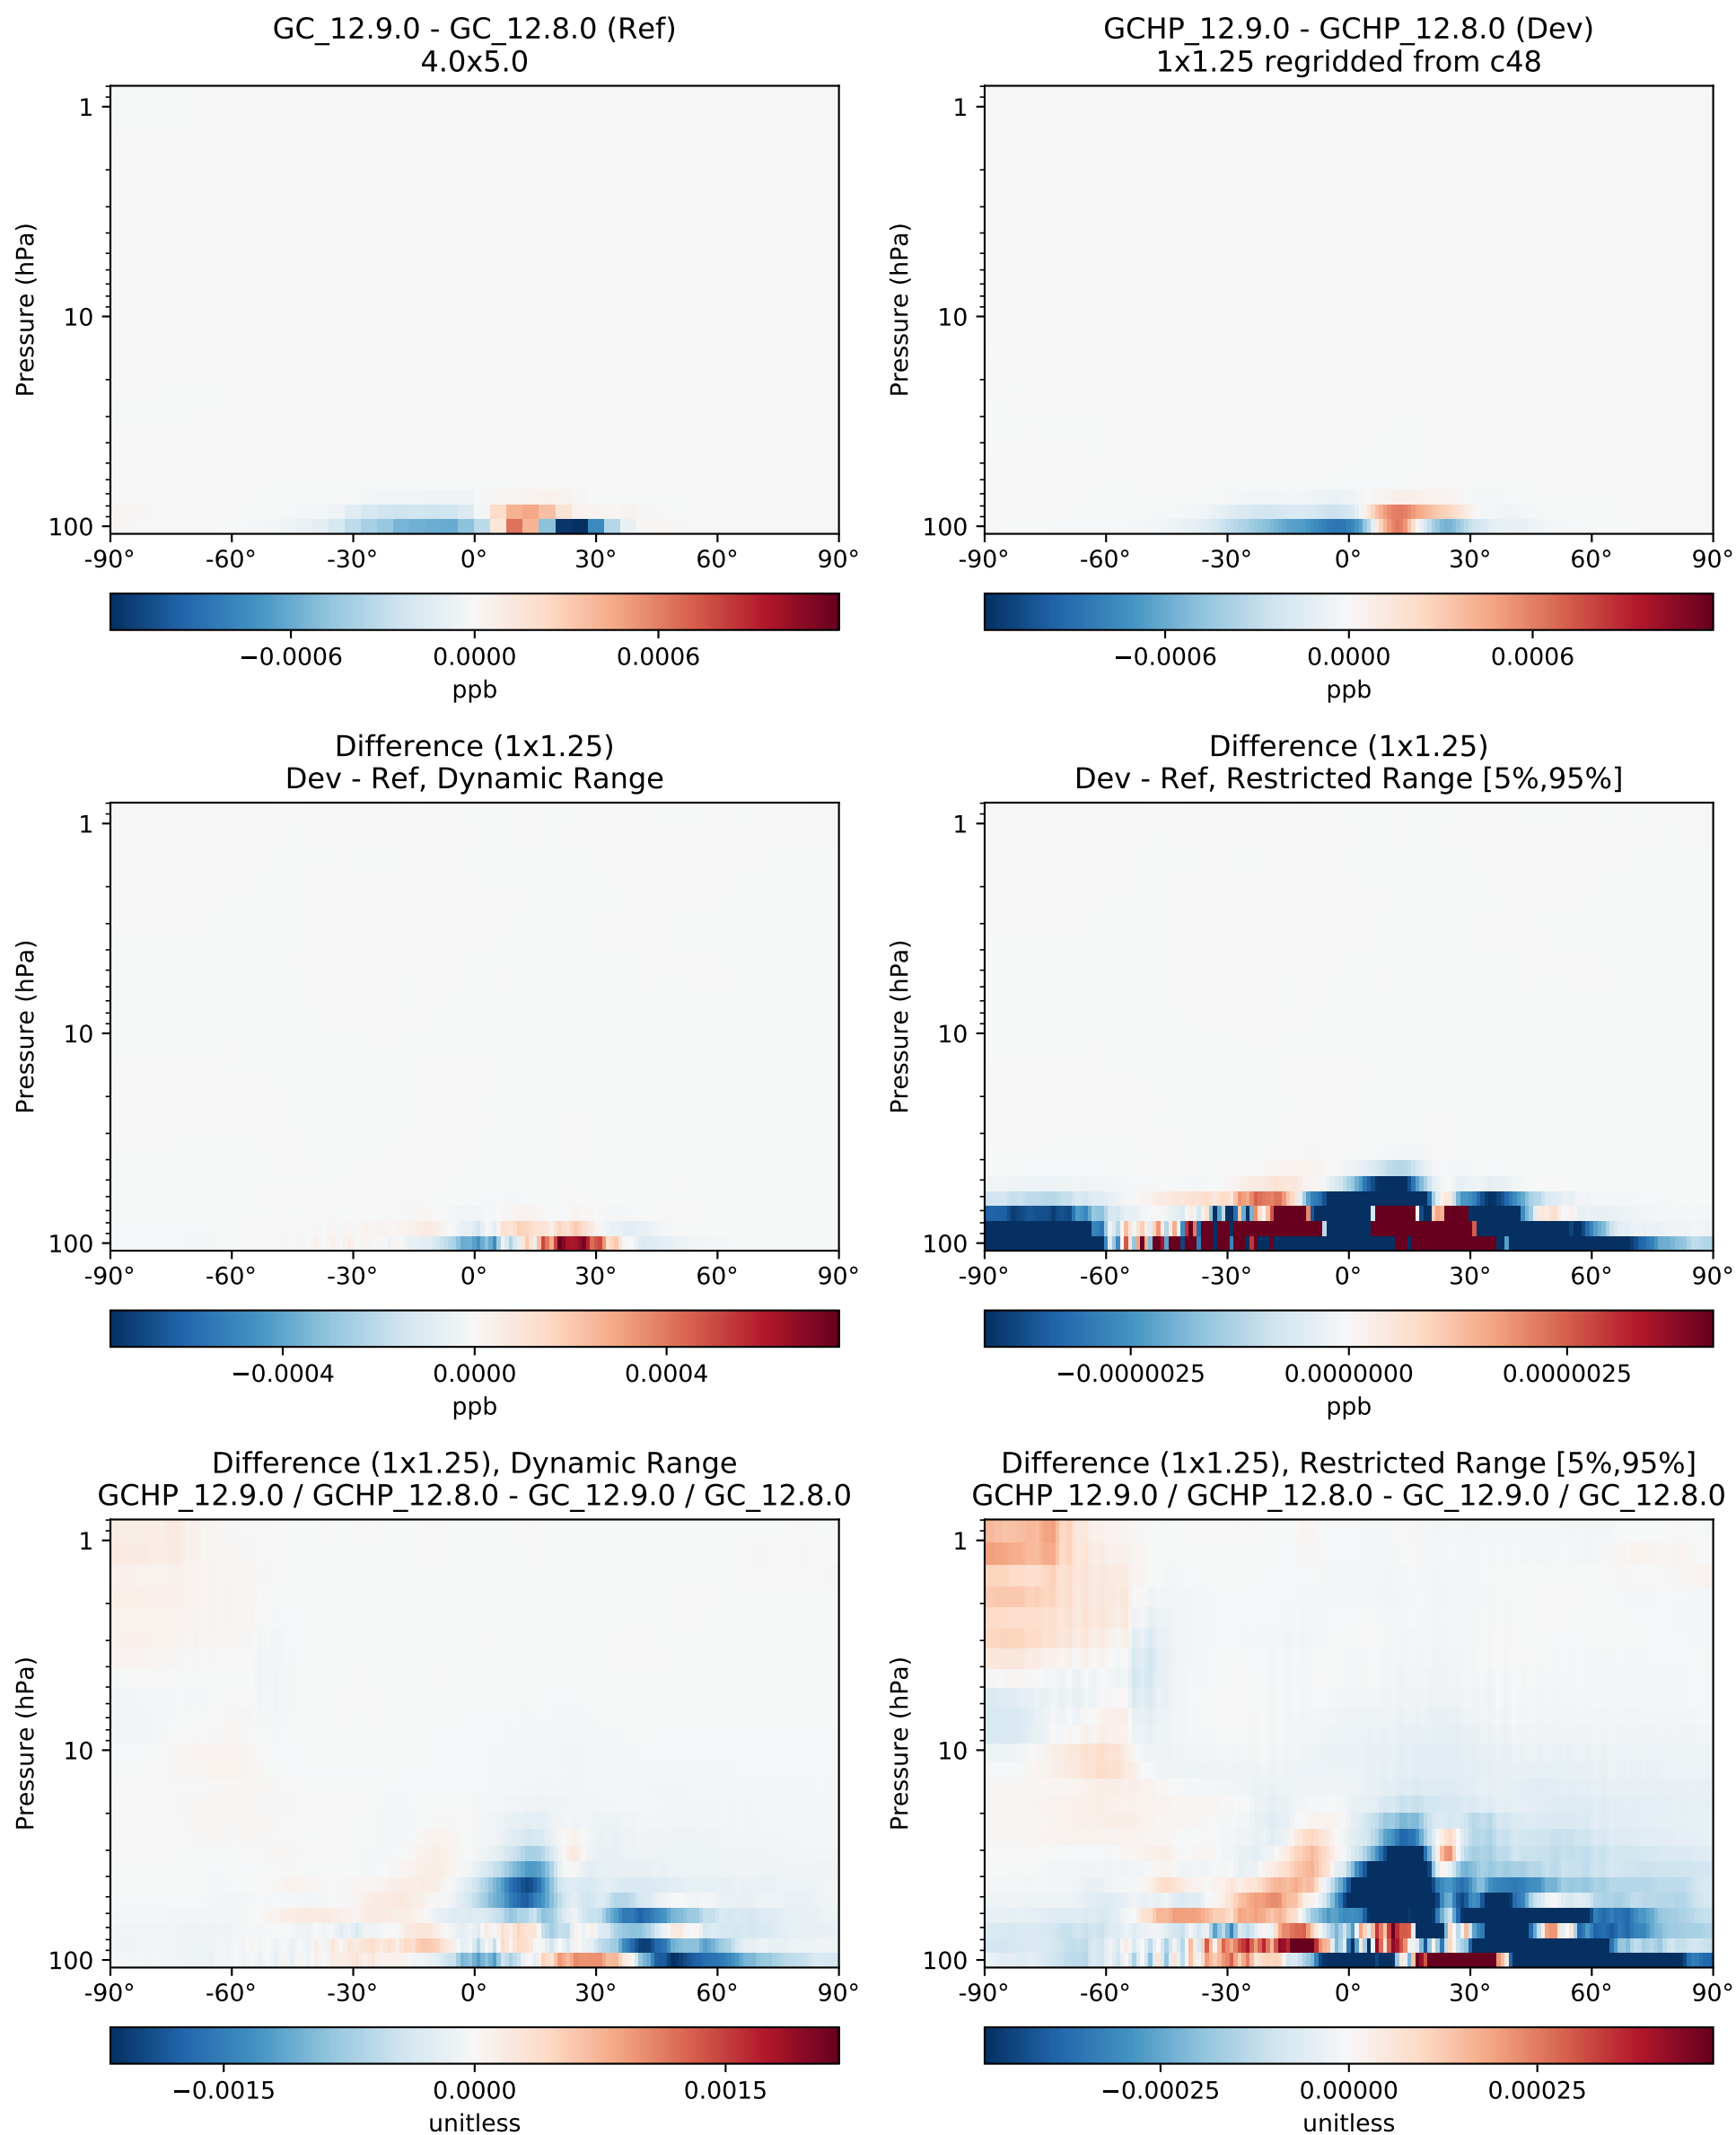 GC_12.9.0 - GC_12.8.0 (Ref)
4.0x5.0
Pressure (hPa)
1
10
100
-90° -60° -30° 0° 30° 60° 90°
−0.0006 0.0000 0.0006
ppb
GCHP_12.9.0 - GCHP_12.8.0 (Dev)
1x1.25 regridded from c48
Pressure (hPa)
1
10
100
-90° -60° -30° 0° 30° 60° 90°
−0.0006 0.0000 0.0006
ppb
Difference (1x1.25)
Dev - Ref, Dynamic Range
Pressure (hPa)
1
10
100
-90° -60° -30° 0° 30° 60° 90°
−0.0004 0.0000 0.0004
ppb
Difference (1x1.25)
Dev - Ref, Restricted Range [5%,95%]
Pressure (hPa)
1
10
100
-90° -60° -30° 0° 30° 60° 90°
−0.0000025 0.0000000 0.0000025
ppb
Difference (1x1.25), Dynamic Range
GCHP_12.9.0 / GCHP_12.8.0 - GC_12.9.0 / GC_12.8.0
Pressure (hPa)
1
10
100
-90° -60° -30° 0° 30° 60° 90°
−0.0015 0.0000 0.0015
unitless
Difference (1x1.25), Restricted Range [5%,95%]
GCHP_12.9.0 / GCHP_12.8.0 - GC_12.9.0 / GC_12.8.0
Pressure (hPa)
1
10
100
-90° -60° -30° 0° 30° 60° 90°
−0.00025 0.00000 0.00025
unitless